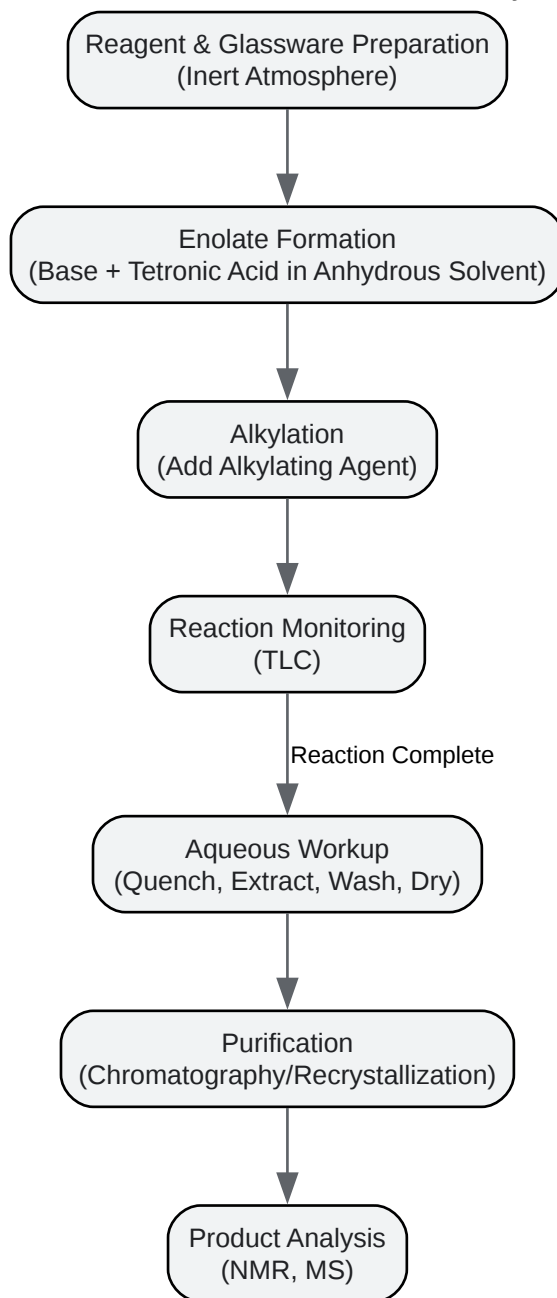 Reagent & Glassware Preparation
(Inert Atmosphere)
Enolate Formation
(Base + Tetronic Acid in Anhydrous Solvent)
Alkylation
(Add Alkylating Agent)
Reaction Monitoring
(TLC)
Reaction Complete
Aqueous Workup
(Quench, Extract, Wash, Dry)
Purification
(Chromatography/Recrystallization)
Product Analysis
(NMR, MS)